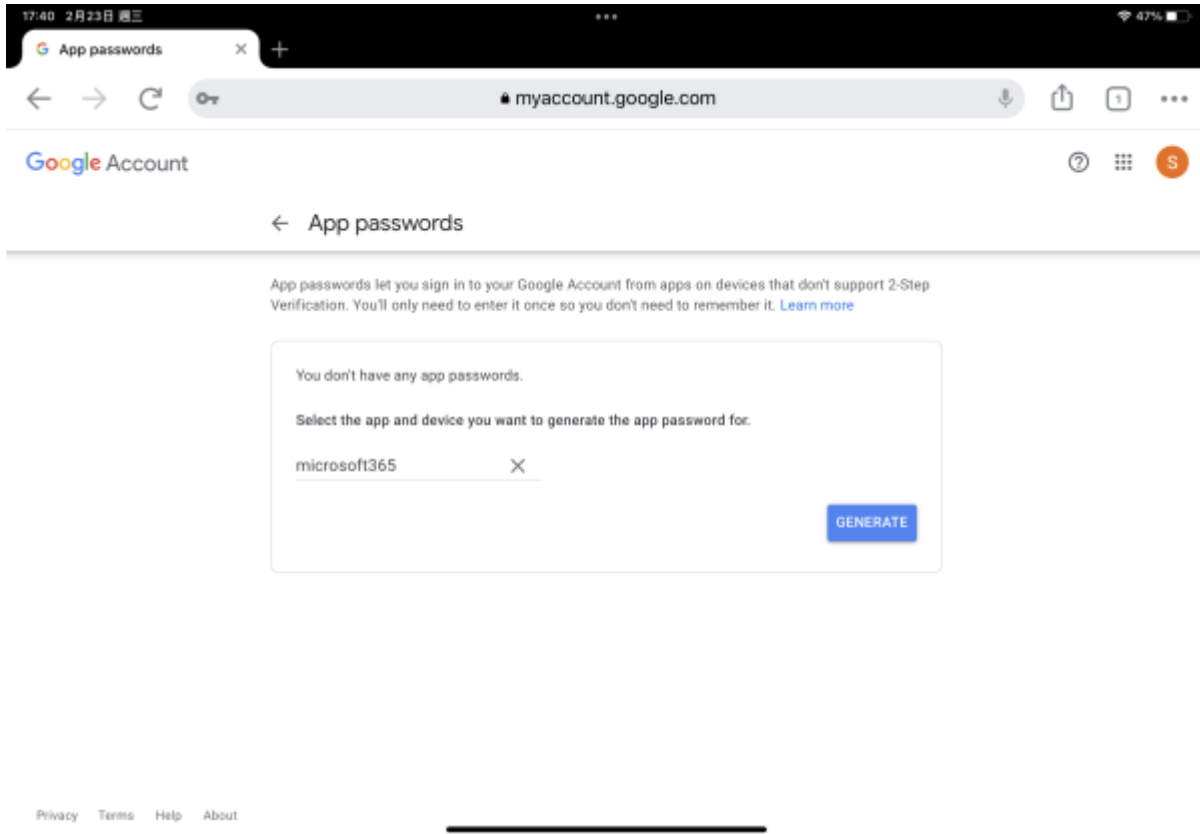 17:40 2月23日 週三
47%
App passwords
myaccount.google.com
1
Google Account
S
App passwords
App passwords let you sign in to your Google Account from apps on devices that don't support 2-Step
Verification. You'll only need to enter it once so you don't need to remember it. Learn more
You don't have any app passwords.
Select the app and device you want to generate the app password for.
microsoft365
GENERATE
Privacy Terms Help About